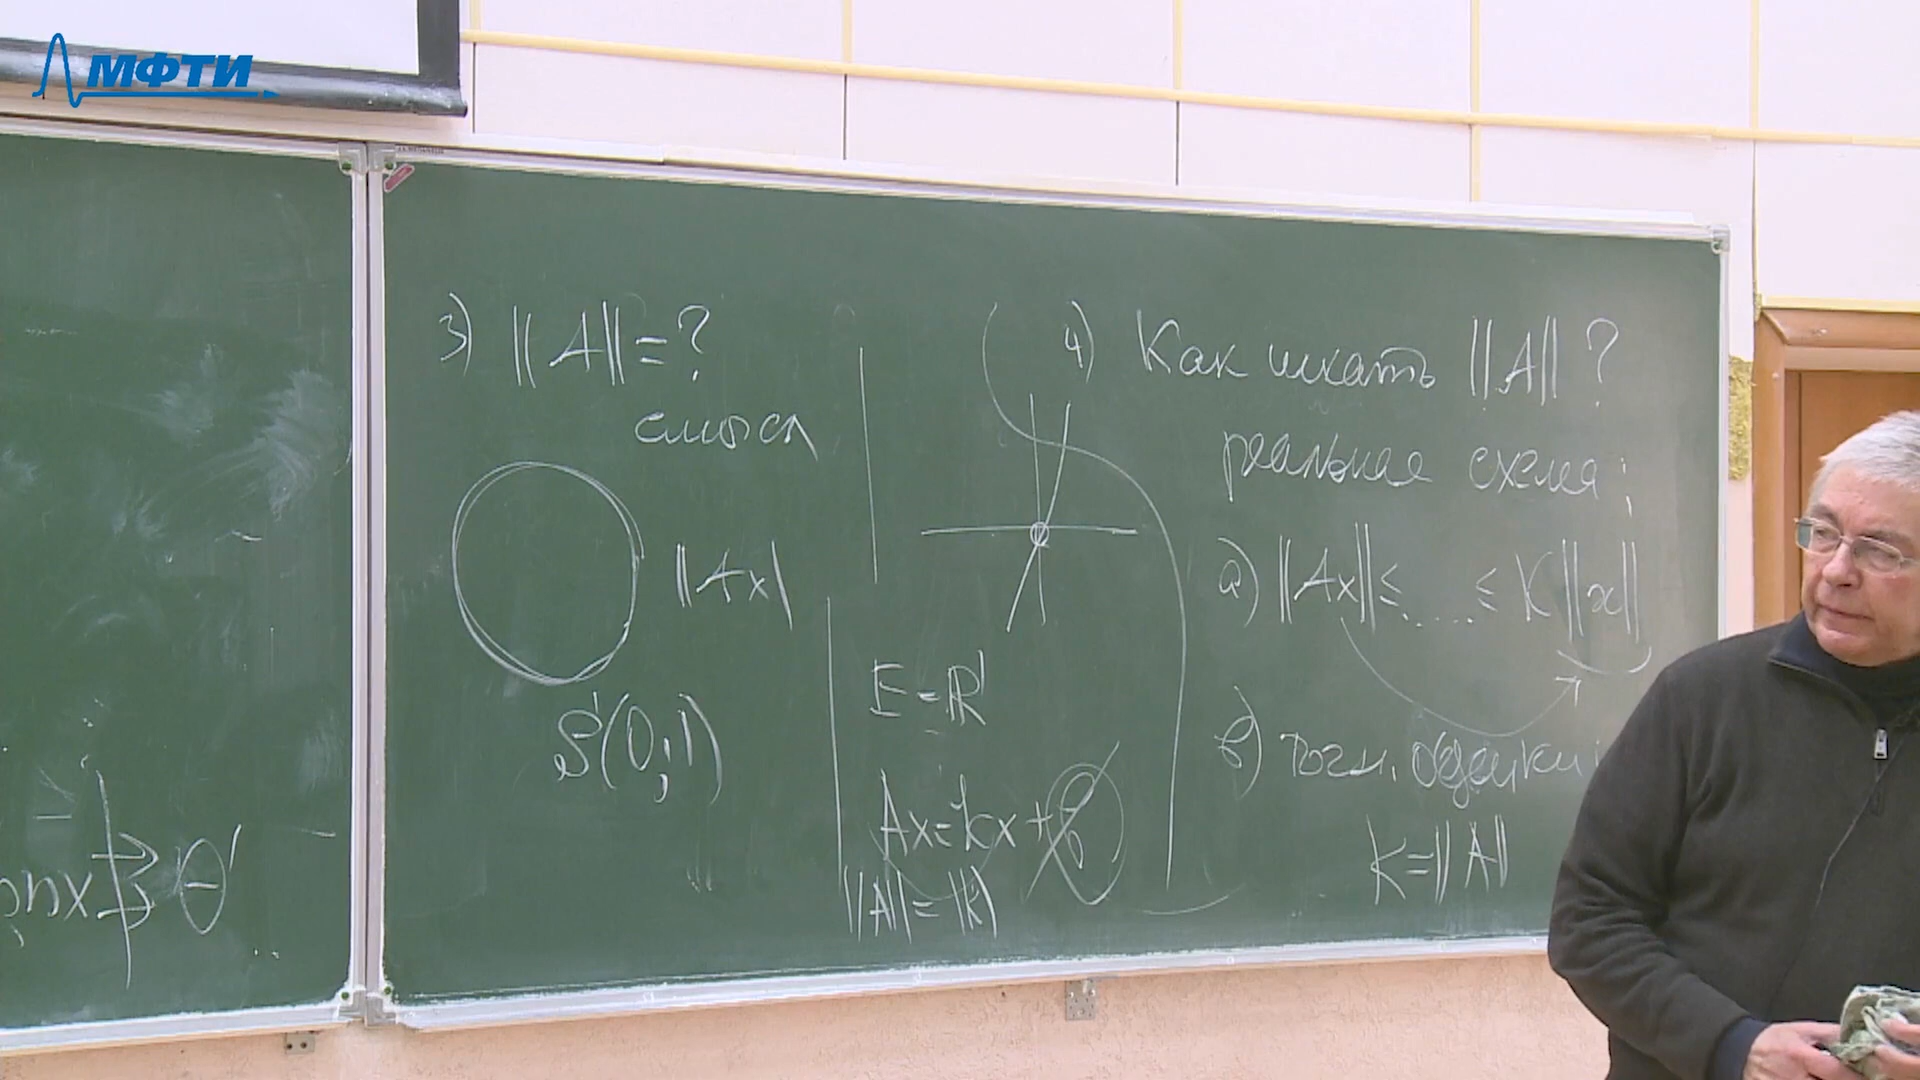 МФТИ
3) ||A|| = ?
смысл
||Ax||
S(0;1)
E = ℝ¹
Ax = kx + b
||A|| = |k|
4) Как искать ||A|| ?
реальная схема:
а) ||Ax|| ≤ ..... ≤ K||x||
в) точн. оценки
K = ||A||